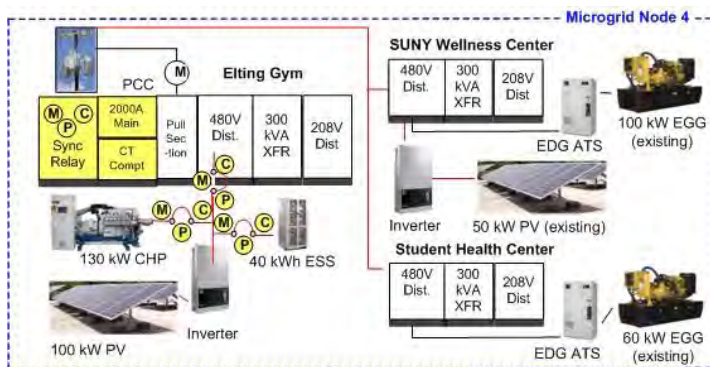 Microgrid Node 4
SUNY Wellness Center
480V
Dist.
300
kVA
XFR
208V
Dist
EDG ATS
100 kW EGG
(existing)
Inverter
50 kW PV (existing)
PCC
M
Elting Gym
M
C
P
Sync
Relay
2000A
Main
CT
Compt
Pull
Sec
-tion
480V
Dist.
300
kVA
XFR
208V
Dist
C
M
P
M
C
P
M
C
P
130 kW CHP
40 kWh ESS
100 kW PV
Inverter
Student Health Center
480V
Dist.
300
kVA
XFR
208V
Dist
EDG ATS
60 kW EGG
(existing)